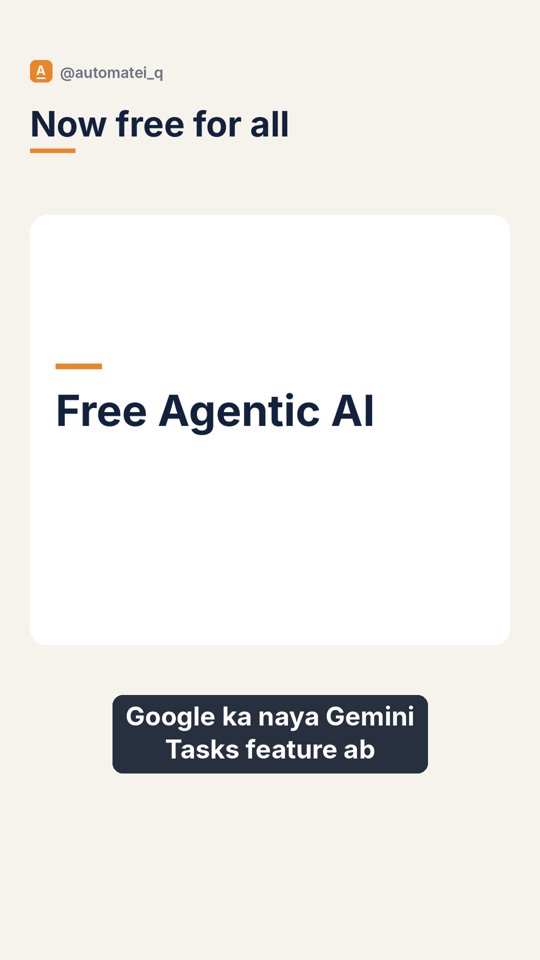 A
@automatei_q
Now free for all
Free Agentic AI
Google ka naya Gemini
Tasks feature ab